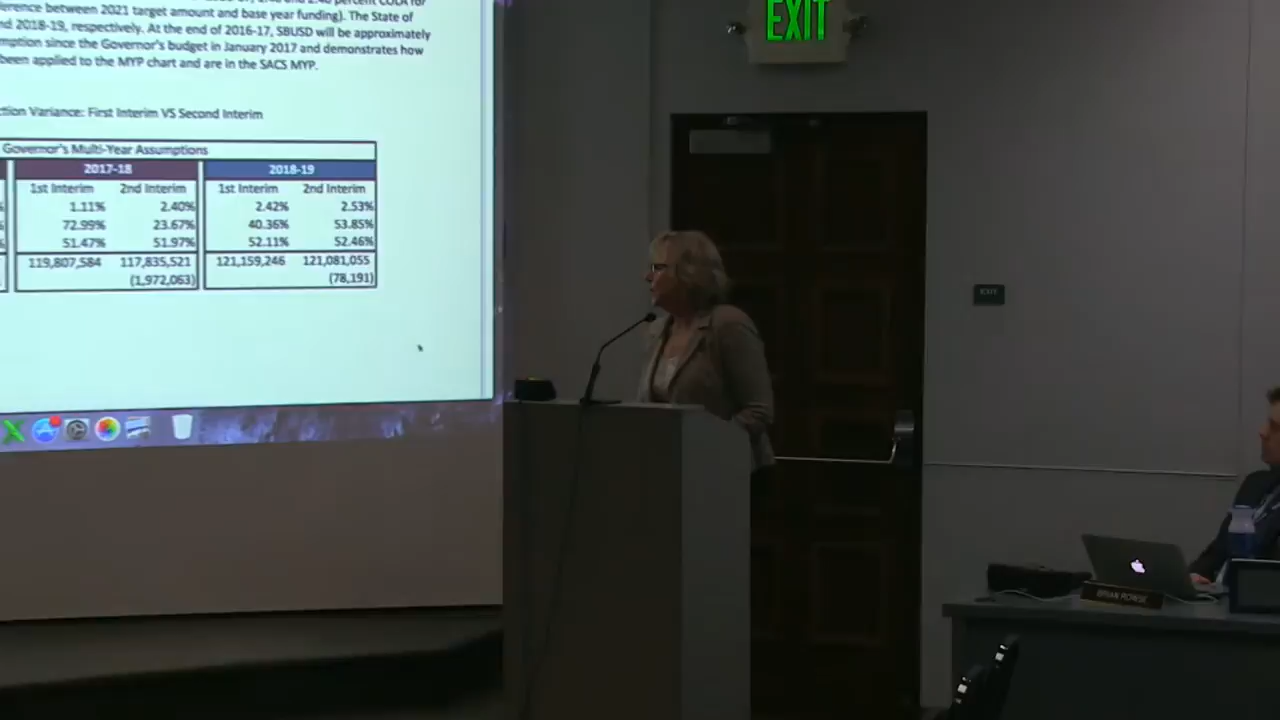 ference between 2021 target amount and base year funding). The State of
nd 2018-19, respectively. At the end of 2016-17, SBUSD will be approximately
mption since the Governor's budget in January 2017 and demonstrates how
been applied to the MYP chart and are in the SACS MYP.
ction Variance: First Interim VS Second Interim
Governor's Multi-Year Assumptions
2017-18 2018-19
1st Interim 2nd Interim 1st Interim 2nd Interim
1.11% 2.40% 2.42% 2.53%
72.99% 23.67% 40.36% 53.85%
51.47% 51.97% 52.11% 52.46%
119,807,584 117,835,521 121,159,246 121,081,055
(1,972,063) (78,191)
EXIT
EXIT
BRIAN